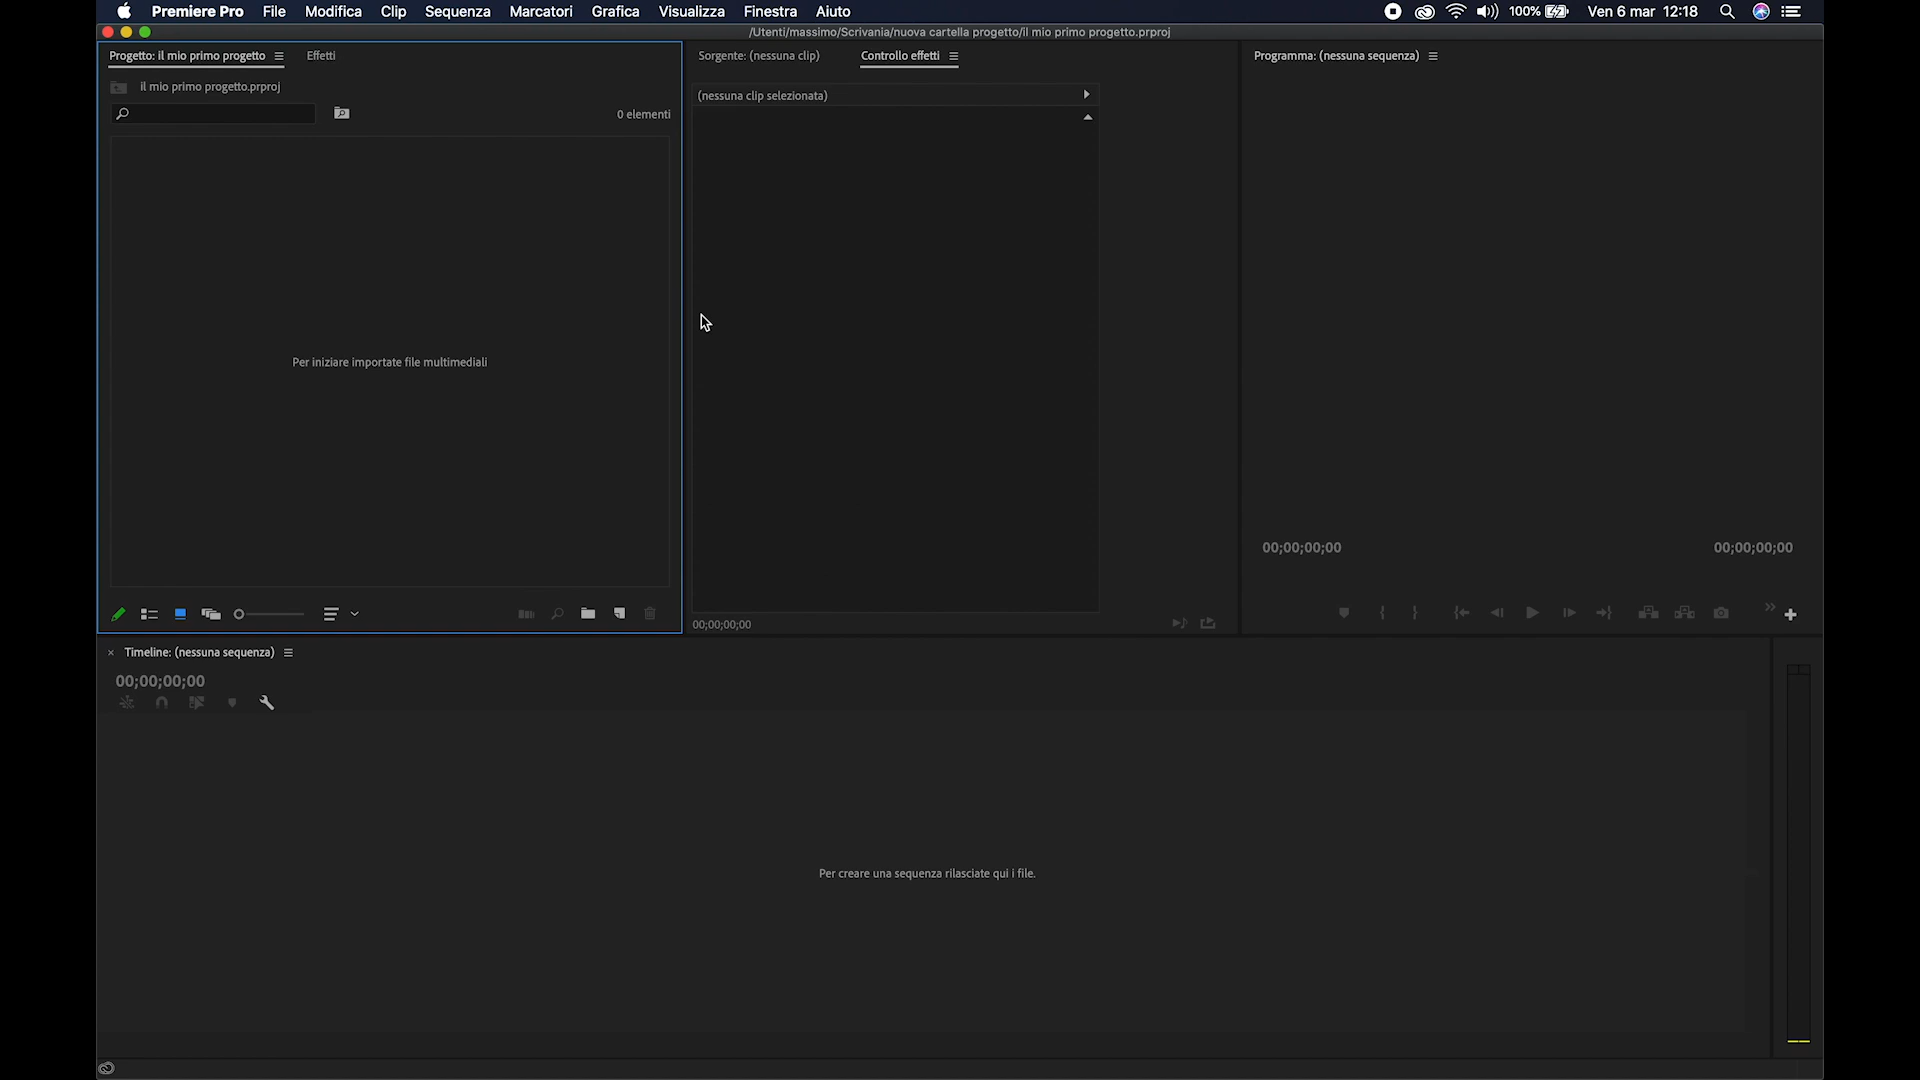 Premiere Pro File Modifica Clip Sequenza Marcatori Grafica Visualizza Finestra Aiuto 100% Ven 6 mar 12:18
/Utenti/massimo/Scrivania/nuova cartella progetto/il mio primo progetto.prproj
Progetto: il mio primo progetto Effetti Sorgente: (nessuna clip) Controllo effetti Programma: (nessuna sequenza)
il mio primo progetto.prproj
(nessuna clip selezionata)
0 elementi
Per iniziare importate file multimediali
00;00;00;00 00;00;00;00
00;00;00;00
Timeline: (nessuna sequenza)
00;00;00;00
Per creare una sequenza rilasciate qui i file.